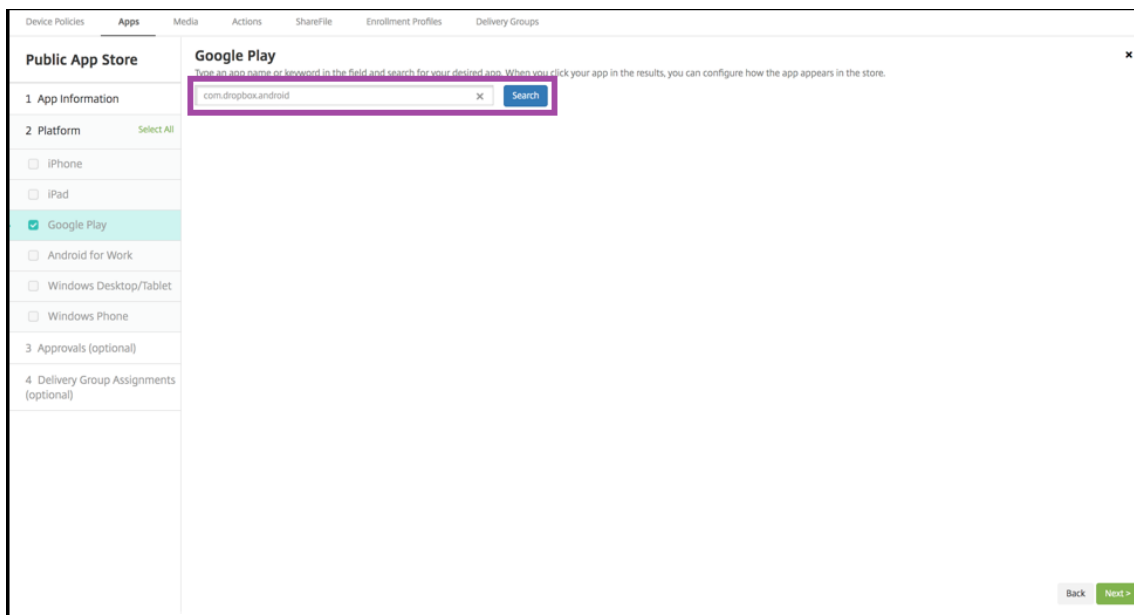 Device Policies Apps Media Actions ShareFile Enrollment Profiles Delivery Groups
Public App Store
1 App Information
2 Platform Select All
iPhone
iPad
Google Play
Android for Work
Windows Desktop/Tablet
Windows Phone
3 Approvals (optional)
4 Delivery Group Assignments
(optional)
Google Play
Type an app name or keyword in the field and search for your desired app. When you click your app in the results, you can configure how the app appears in the store.
com.dropbox.android Search
Back Next >